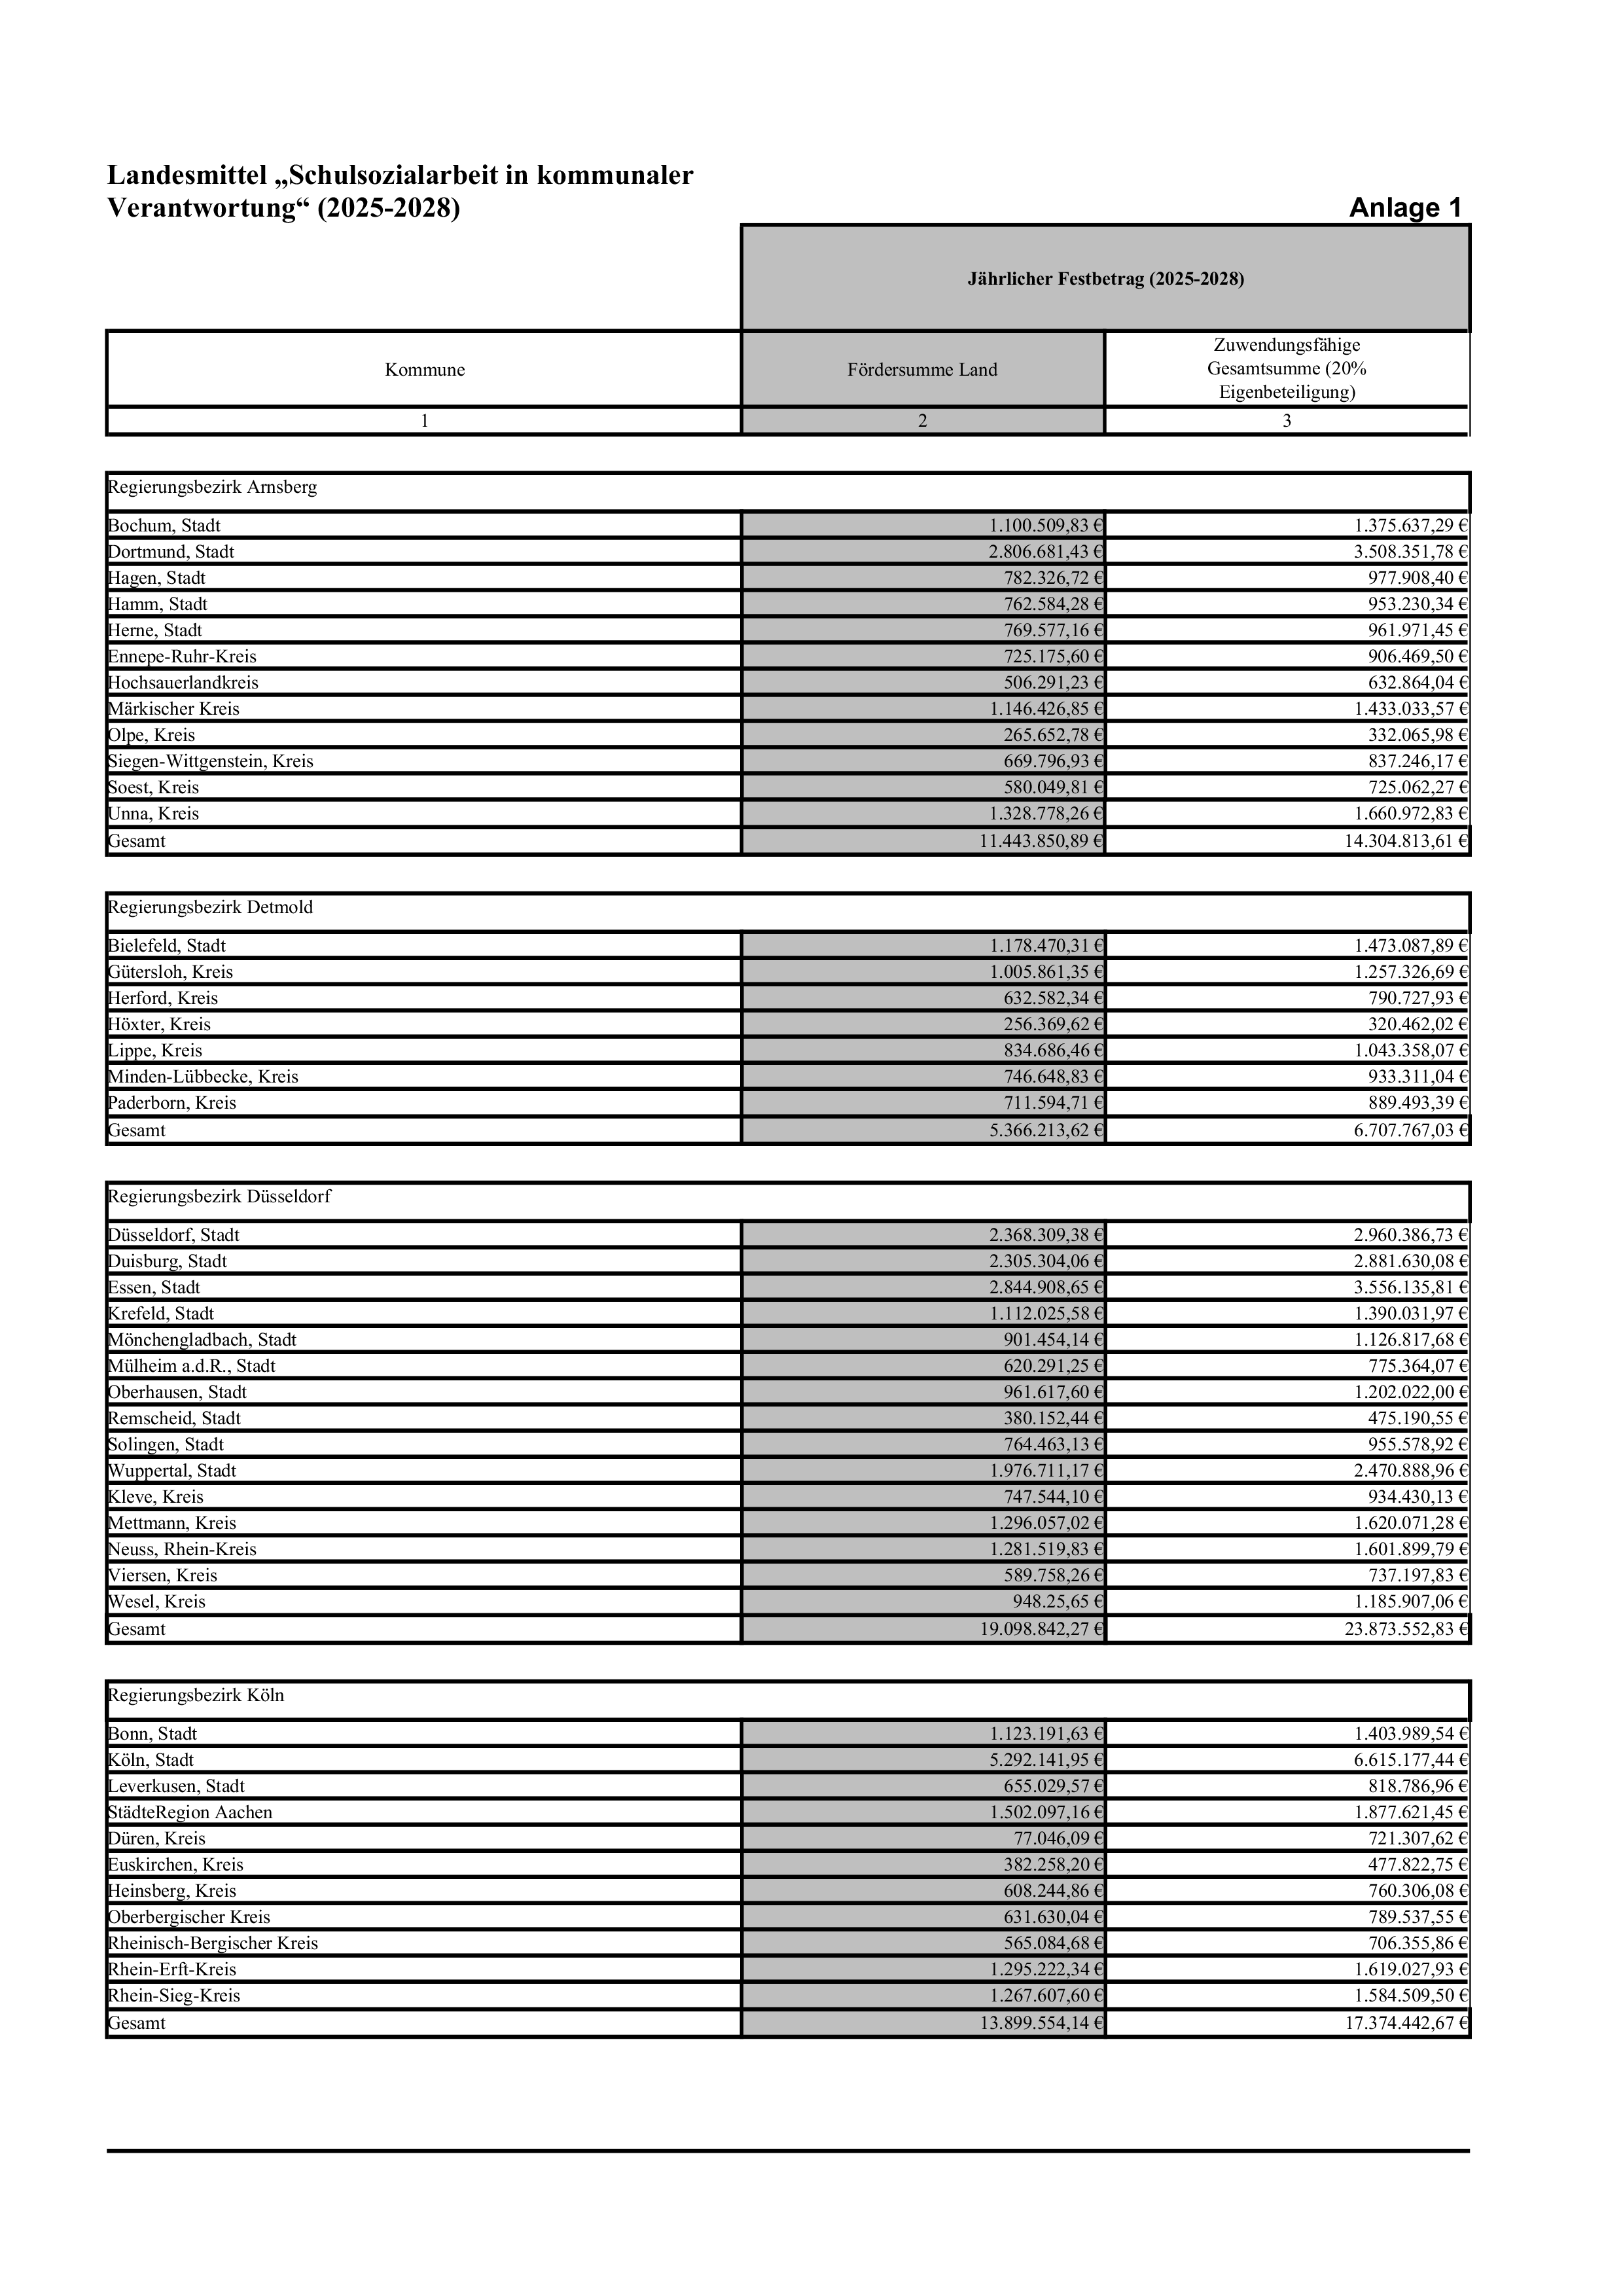 Landesmittel „Schulsozialarbeit in kommunaler
Verantwortung“ (2025-2028) Anlage 1
Jährlicher Festbetrag (2025-2028)
Kommune Fördersumme Land Zuwendungsfähige
Gesamtsumme (20%
Eigenbeteiligung)
1 2 3
Regierungsbezirk Arnsberg
Bochum, Stadt 1.100.509,83 € 1.375.637,29 €
Dortmund, Stadt 2.806.681,43 € 3.508.351,78 €
Hagen, Stadt 782.326,72 € 977.908,40 €
Hamm, Stadt 762.584,28 € 953.230,34 €
Herne, Stadt 769.577,16 € 961.971,45 €
Ennepe-Ruhr-Kreis 725.175,60 € 906.469,50 €
Hochsauerlandkreis 506.291,23 € 632.864,04 €
Märkischer Kreis 1.146.426,85 € 1.433.033,57 €
Olpe, Kreis 265.652,78 € 332.065,98 €
Siegen-Wittgenstein, Kreis 669.796,93 € 837.246,17 €
Soest, Kreis 580.049,81 € 725.062,27 €
Unna, Kreis 1.328.778,26 € 1.660.972,83 €
Gesamt 11.443.850,89 € 14.304.813,61 €
Regierungsbezirk Detmold
Bielefeld, Stadt 1.178.470,31 € 1.473.087,89 €
Gütersloh, Kreis 1.005.861,35 € 1.257.326,69 €
Herford, Kreis 632.582,34 € 790.727,93 €
Höxter, Kreis 256.369,62 € 320.462,02 €
Lippe, Kreis 834.686,46 € 1.043.358,07 €
Minden-Lübbecke, Kreis 746.648,83 € 933.311,04 €
Paderborn, Kreis 711.594,71 € 889.493,39 €
Gesamt 5.366.213,62 € 6.707.767,03 €
Regierungsbezirk Düsseldorf
Düsseldorf, Stadt 2.368.309,38 € 2.960.386,73 €
Duisburg, Stadt 2.305.304,06 € 2.881.630,08 €
Essen, Stadt 2.844.908,65 € 3.556.135,81 €
Krefeld, Stadt 1.112.025,58 € 1.390.031,97 €
Mönchengladbach, Stadt 901.454,14 € 1.126.817,68 €
Mülheim a.d.R., Stadt 620.291,25 € 775.364,07 €
Oberhausen, Stadt 961.617,60 € 1.202.022,00 €
Remscheid, Stadt 380.152,44 € 475.190,55 €
Solingen, Stadt 764.463,13 € 955.578,92 €
Wuppertal, Stadt 1.976.711,17 € 2.470.888,96 €
Kleve, Kreis 747.544,10 € 934.430,13 €
Mettmann, Kreis 1.296.057,02 € 1.620.071,28 €
Neuss, Rhein-Kreis 1.281.519,83 € 1.601.899,79 €
Viersen, Kreis 589.758,26 € 737.197,83 €
Wesel, Kreis 948.25,65 € 1.185.907,06 €
Gesamt 19.098.842,27 € 23.873.552,83 €
Regierungsbezirk Köln
Bonn, Stadt 1.123.191,63 € 1.403.989,54 €
Köln, Stadt 5.292.141,95 € 6.615.177,44 €
Leverkusen, Stadt 655.029,57 € 818.786,96 €
StädteRegion Aachen 1.502.097,16 € 1.877.621,45 €
Düren, Kreis 77.046,09 € 721.307,62 €
Euskirchen, Kreis 382.258,20 € 477.822,75 €
Heinsberg, Kreis 608.244,86 € 760.306,08 €
Oberbergischer Kreis 631.630,04 € 789.537,55 €
Rheinisch-Bergischer Kreis 565.084,68 € 706.355,86 €
Rhein-Erft-Kreis 1.295.222,34 € 1.619.027,93 €
Rhein-Sieg-Kreis 1.267.607,60 € 1.584.509,50 €
Gesamt 13.899.554,14 € 17.374.442,67 €